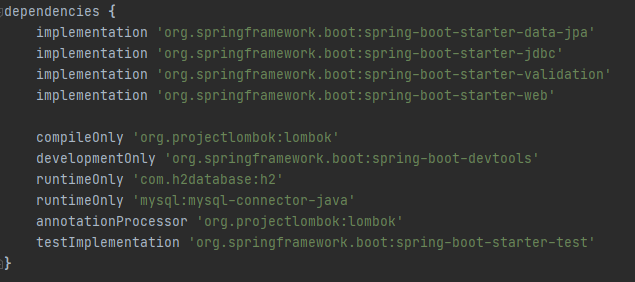 dependencies {
    implementation 'org.springframework.boot:spring-boot-starter-data-jpa'
    implementation 'org.springframework.boot:spring-boot-starter-jdbc'
    implementation 'org.springframework.boot:spring-boot-starter-validation'
    implementation 'org.springframework.boot:spring-boot-starter-web'

    compileOnly 'org.projectlombok:lombok'
    developmentOnly 'org.springframework.boot:spring-boot-devtools'
    runtimeOnly 'com.h2database:h2'
    runtimeOnly 'mysql:mysql-connector-java'
    annotationProcessor 'org.projectlombok:lombok'
    testImplementation 'org.springframework.boot:spring-boot-starter-test'
}